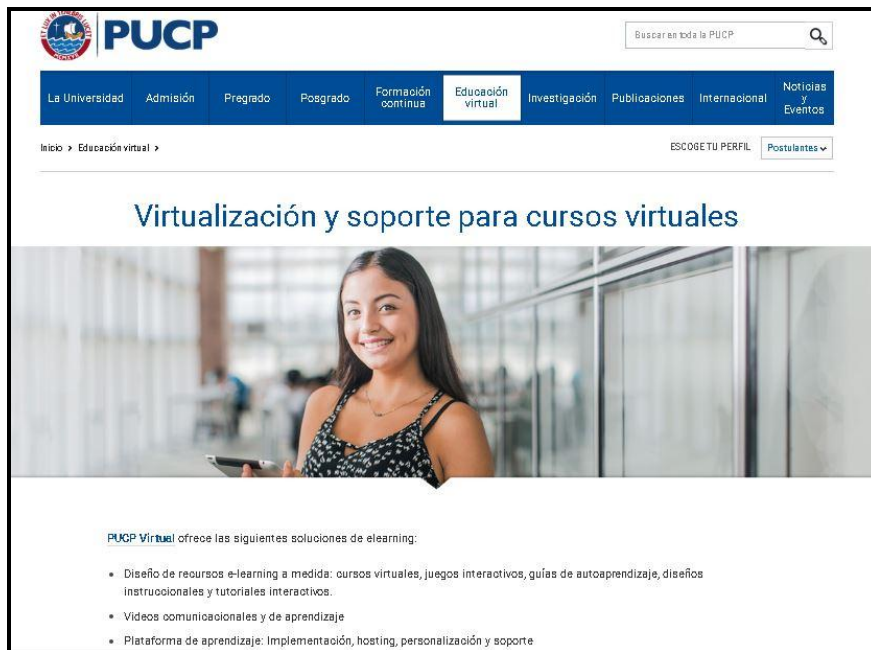 PUCP
Buscar en toda la PUCP
La Universidad
Admisión
Pregrado
Posgrado
Formación
continua
Educación
virtual
Investigación
Publicaciones
Internacional
Noticias
y
Eventos
Inicio > Educación virtual >
ESCOGE TU PERFIL
Postulantes
Virtualización y soporte para cursos virtuales
PUCP Virtual ofrece las siguientes soluciones de elearning:
Diseño de recursos e-learning a medida: cursos virtuales, juegos interactivos, guías de autoaprendizaje, diseños
instruccionales y tutoriales interactivos.
Videos comunicacionales y de aprendizaje
Plataforma de aprendizaje: Implementación, hosting, personalización y soporte